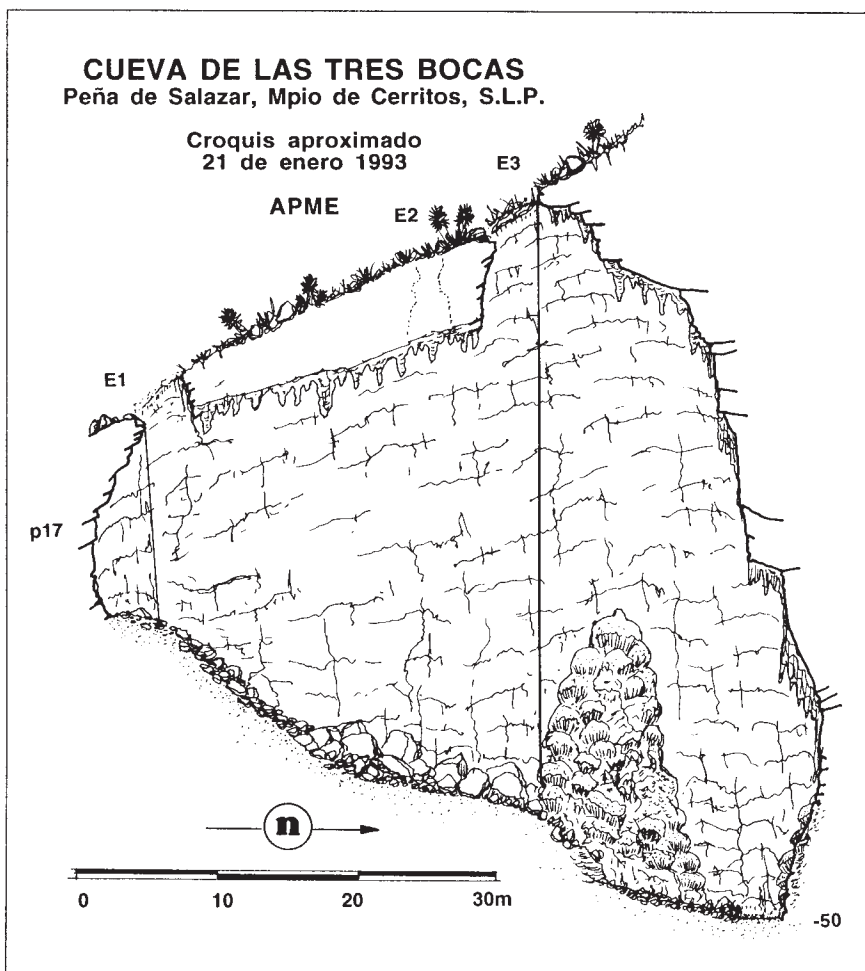 CUEVA DE LAS TRES BOCAS
Peña de Salazar, Mpio de Cerritos, S.L.P.
Croquis aproximado
21 de enero 1993
APME
E3
E2
E1
p17
n
0 10 20 30m
-50